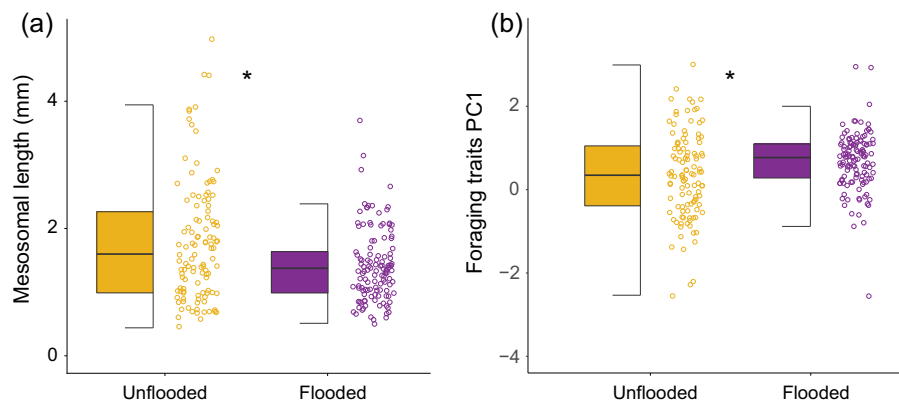 (a)
Mesosomal length (mm)
4
2
0
*
Unflooded
Flooded
(b)
Foraging traits PC1
2
0
−2
−4
*
Unflooded
Flooded